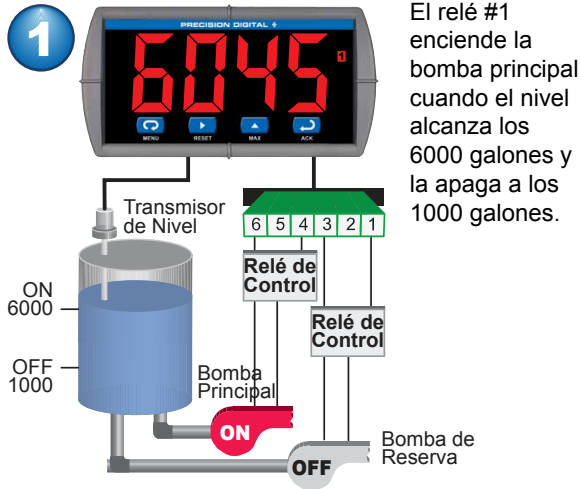 1
PRECISION DIGITAL
6045
1
MENU
RESET
MAX
ACK
El relé #1
enciende la
bomba principal
cuando el nivel
alcanza los
6000 galones y
la apaga a los
1000 galones.
Transmisor
de Nivel
6 5 4 3 2 1
Relé de
Control
Relé de
Control
ON
6000
OFF
1000
Bomba
Principal
ON
Bomba de
Reserva
OFF